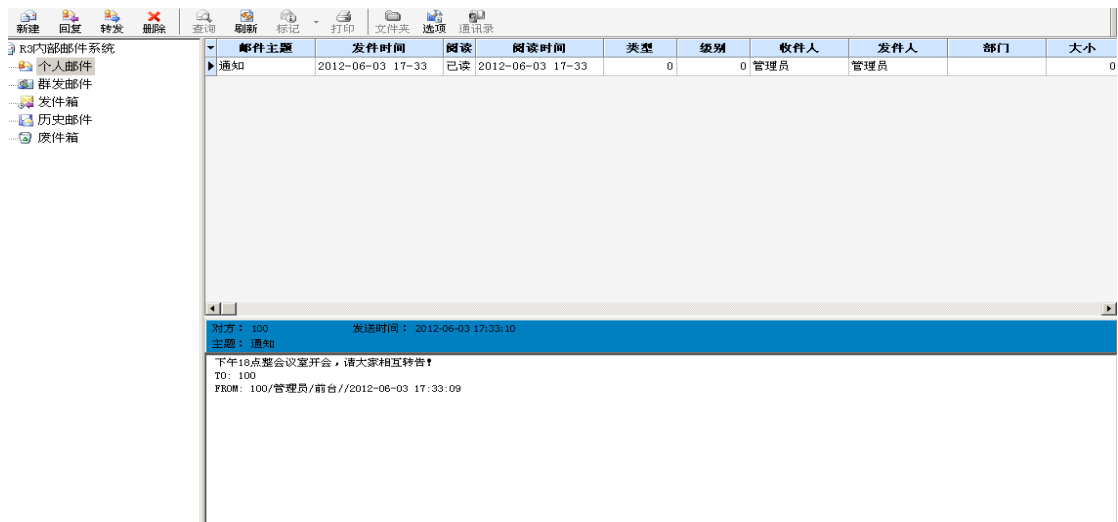 新建 回复 转发 删除 查询 刷新 标记 打印 文件夹 选项 通讯录
R3内部邮件系统
个人邮件
群发邮件
发件箱
历史邮件
废件箱
邮件主题 发件时间 阅读 阅读时间 类型 级别 收件人 发件人 部门 大小
通知 2012-06-03 17-33 已读 2012-06-03 17-33 0 0 管理员 管理员 0
对方： 100 发送时间： 2012-06-03 17:33:10
主题： 通知
下午18点整会议室开会，请大家相互转告！
TO: 100
FROM: 100/管理员/前台//2012-06-03 17:33:09